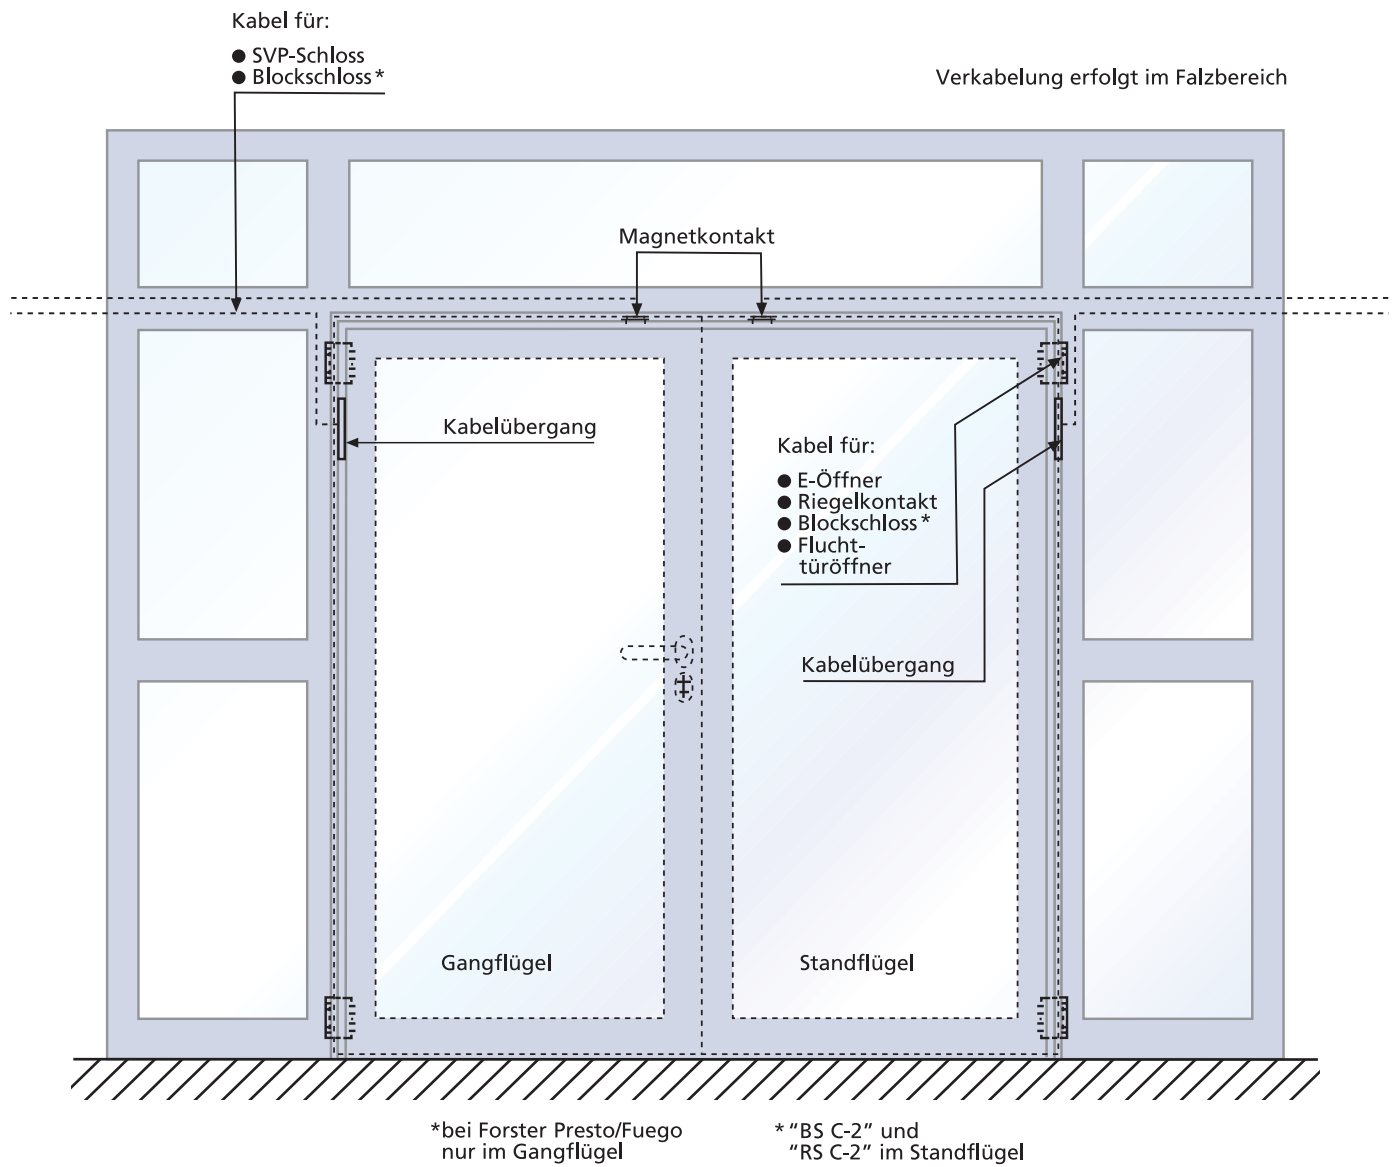 Kabel für:
● SVP-Schloss
● Blockschloss*
Verkabelung erfolgt im Falzbereich
Magnetkontakt
Kabelübergang
Kabel für:
● E-Öffner
● Riegelkontakt
● Blockschloss*
● Flucht-
türöffner
Kabelübergang
Gangflügel
Standflügel
*bei Forster Presto/Fuego
nur im Gangflügel
* “BS C-2” und
“RS C-2” im Standflügel